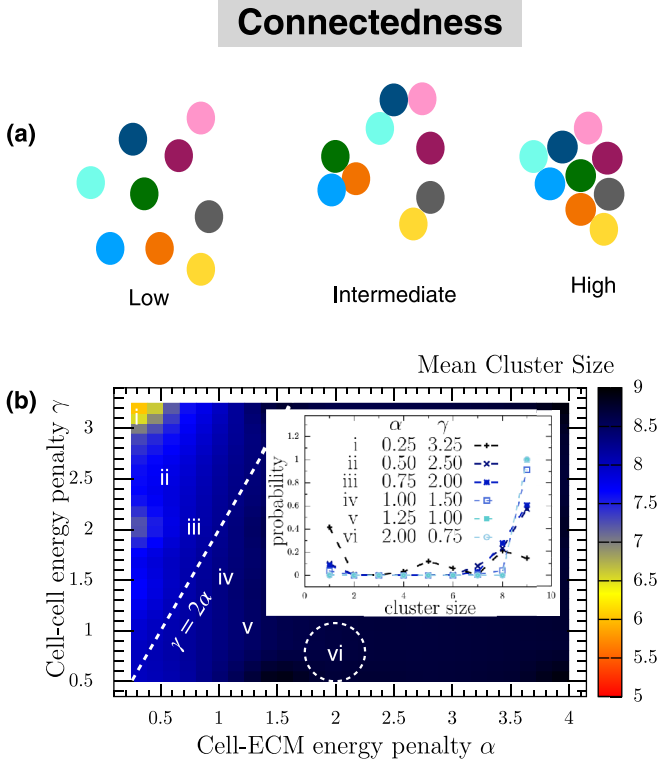 Connectedness
(a)
Low
Intermediate
High
Mean Cluster Size
(b)
Cell-cell energy penalty γ
3
2.5
2
1.5
1
0.5
i
ii
iii
iv
v
vi
γ = 2α
probability
1.2
1
0.8
0.6
0.4
0.2
0
α γ
i 0.25 3.25
ii 0.50 2.50
iii 0.75 2.00
iv 1.00 1.50
v 1.25 1.00
vi 2.00 0.75
0 2 4 6 8 10
cluster size
9
8.5
8
7.5
7
6.5
6
5.5
5
0.5 1 1.5 2 2.5 3 3.5 4
Cell-ECM energy penalty α